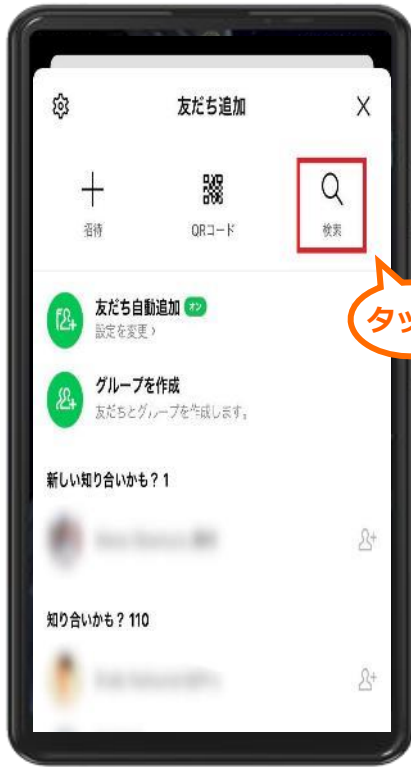 友だち追加
招待
QRコード
検索
友だち自動追加 オン
設定を変更 ›
グループを作成
友だちとグループを作成します。
新しい知り合いかも？1
知り合いかも？110
タッ